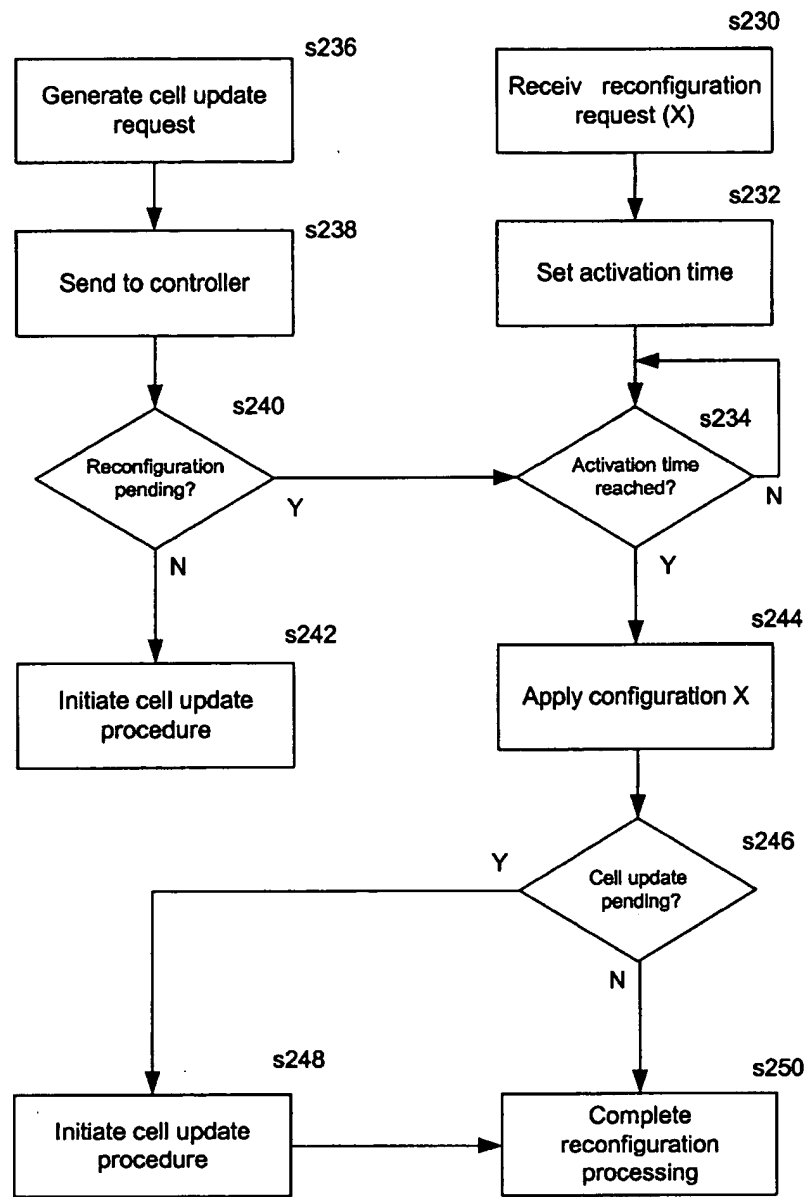 s236
Generate cell update
request
s238
Send to controller
s240
Reconfiguration
pending?
Y
N
s242
Initiate cell update
procedure
s230
Receiv reconfiguration
request (X)
s232
Set activation time
s234
Activation time
reached?
N
Y
s244
Apply configuration X
s246
Cell update
pending?
Y
N
s248
Initiate cell update
procedure
s250
Complete
reconfiguration
processing